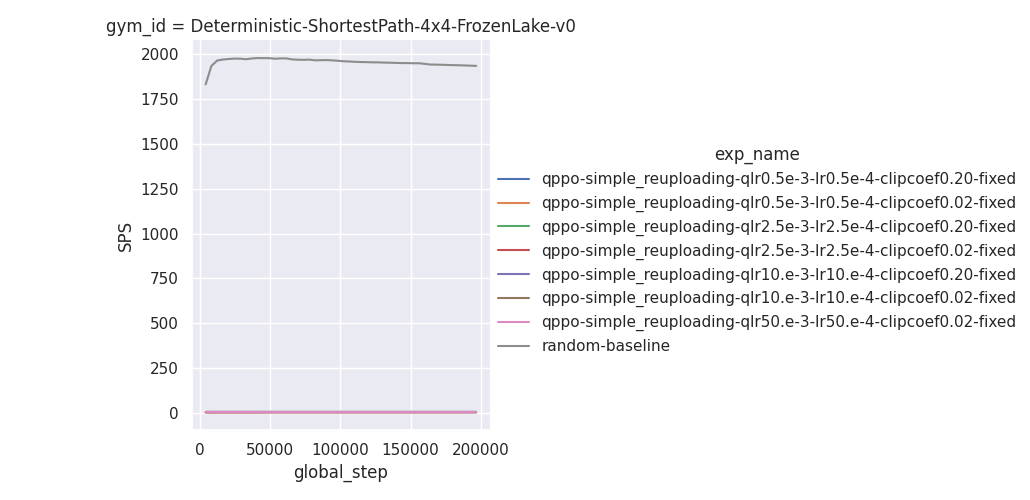 gym_id = Deterministic-ShortestPath-4x4-FrozenLake-v0
2000
1750
1500
1250
1000
750
500
250
0
SPS
0 50000 100000 150000 200000
global_step
exp_name
qppo-simple_reuploading-qlr0.5e-3-lr0.5e-4-clipcoef0.20-fixed
qppo-simple_reuploading-qlr0.5e-3-lr0.5e-4-clipcoef0.02-fixed
qppo-simple_reuploading-qlr2.5e-3-lr2.5e-4-clipcoef0.20-fixed
qppo-simple_reuploading-qlr2.5e-3-lr2.5e-4-clipcoef0.02-fixed
qppo-simple_reuploading-qlr10.e-3-lr10.e-4-clipcoef0.20-fixed
qppo-simple_reuploading-qlr10.e-3-lr10.e-4-clipcoef0.02-fixed
qppo-simple_reuploading-qlr50.e-3-lr50.e-4-clipcoef0.02-fixed
random-baseline